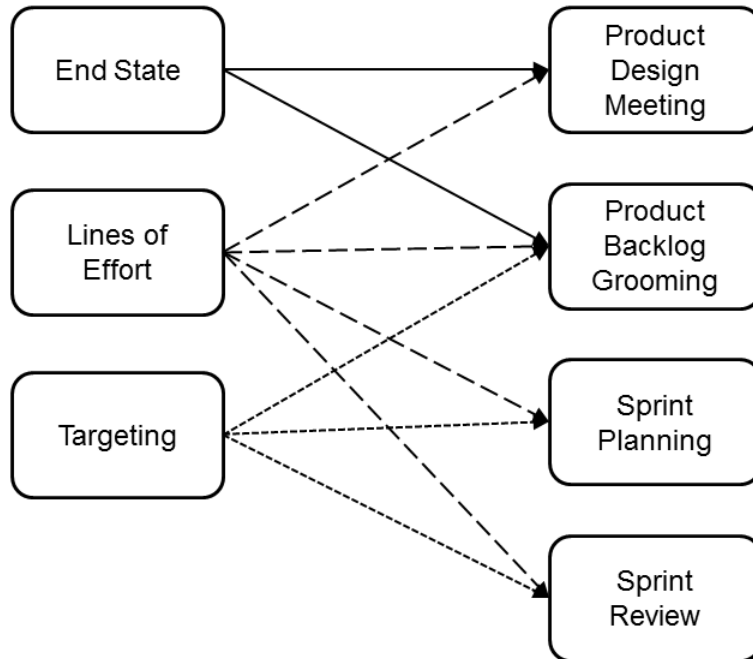 End State
Lines of
Effort
Targeting
Product
Design
Meeting
Product
Backlog
Grooming
Sprint
Planning
Sprint
Review